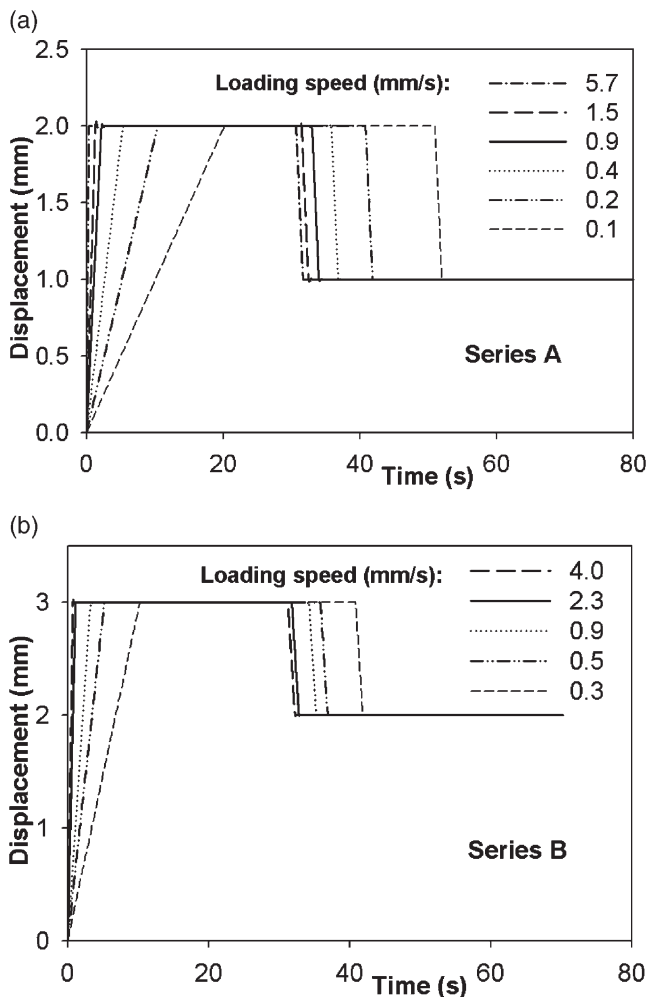 (a)
2.5
Loading speed (mm/s):
5.7
1.5
0.9
0.4
0.2
0.1
2.0
1.5
1.0
0.5
0.0
Displacement (mm)
Series A
0 20 40 60 80
Time (s)
(b)
Loading speed (mm/s):
4.0
2.3
0.9
0.5
0.3
3
2
1
0
Displacement (mm)
Series B
0 20 40 60 80
Time (s)